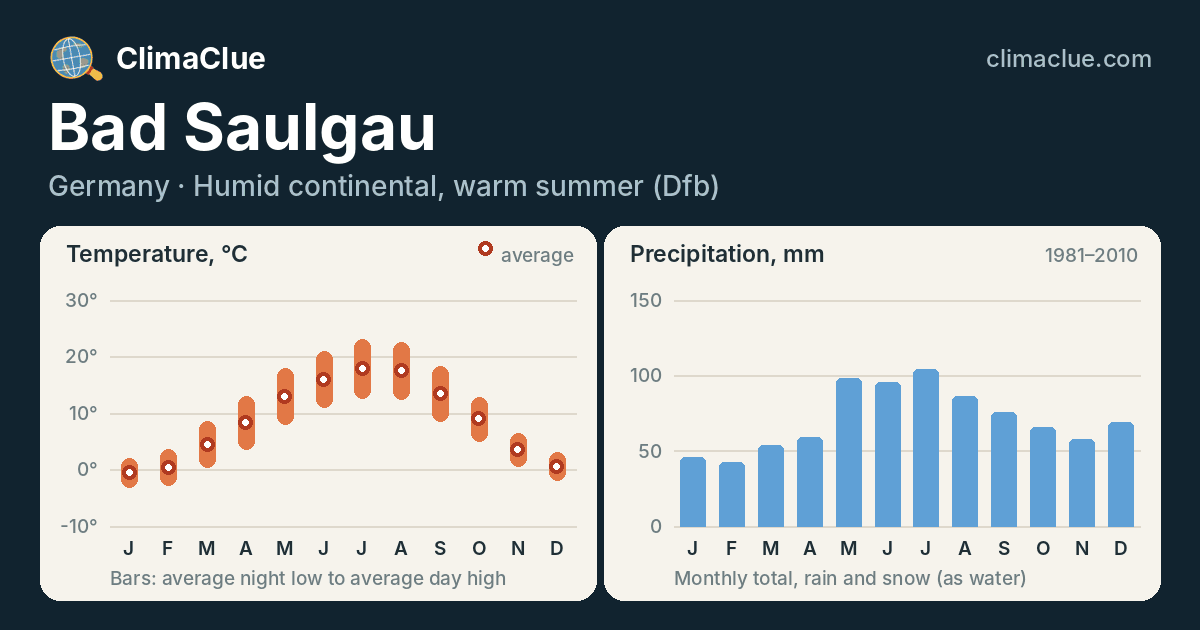 ClimaClue
climaclue.com
Bad Saulgau
Germany · Humid continental, warm summer (Dfb)
Temperature, °C
average
30°
20°
10°
0°
-10°
J F M A M J J A S O N D
Bars: average night low to average day high
Precipitation, mm
1981–2010
150
100
50
0
J F M A M J J A S O N D
Monthly total, rain and snow (as water)